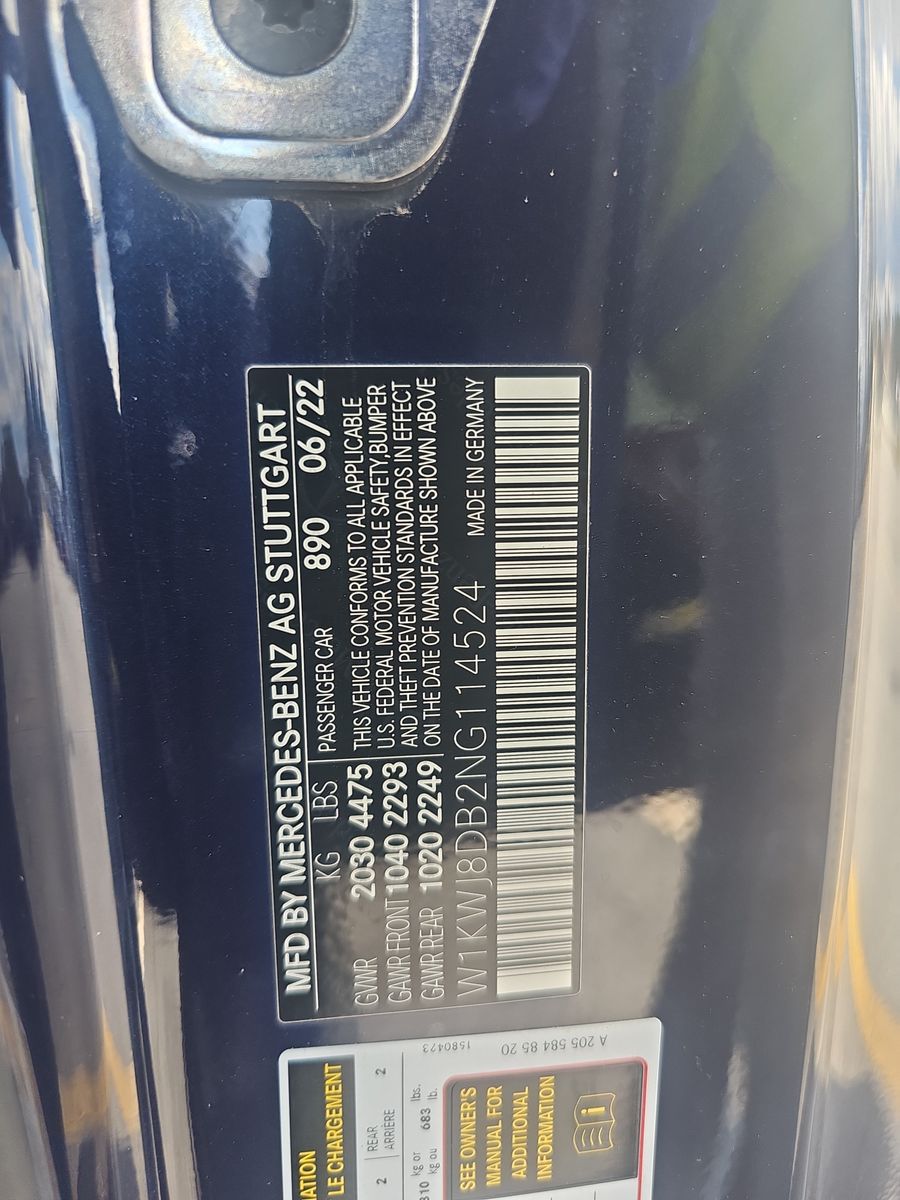 MFD BY MERCEDES-BENZ AG STUTTGART
KG LBS PASSENGER CAR 890 06/22
GVWR 2030 4475
GAWR FRONT 1040 2293
GAWR REAR 1020 2249
THIS VEHICLE CONFORMS TO ALL APPLICABLE
U.S. FEDERAL MOTOR VEHICLE SAFETY,BUMPER
AND THEFT PREVENTION STANDARDS IN EFFECT
ON THE DATE OF MANUFACTURE SHOWN ABOVE
W1KWJ8DB2NG114524 MADE IN GERMANY
LE CHARGEMENT
2 REAR 2
ARRIÈRE
310 kg or lbs.
kg ou 683 lb.
1580473
A 205 584 85 20
SEE OWNER'S
MANUAL FOR
ADDITIONAL
INFORMATION